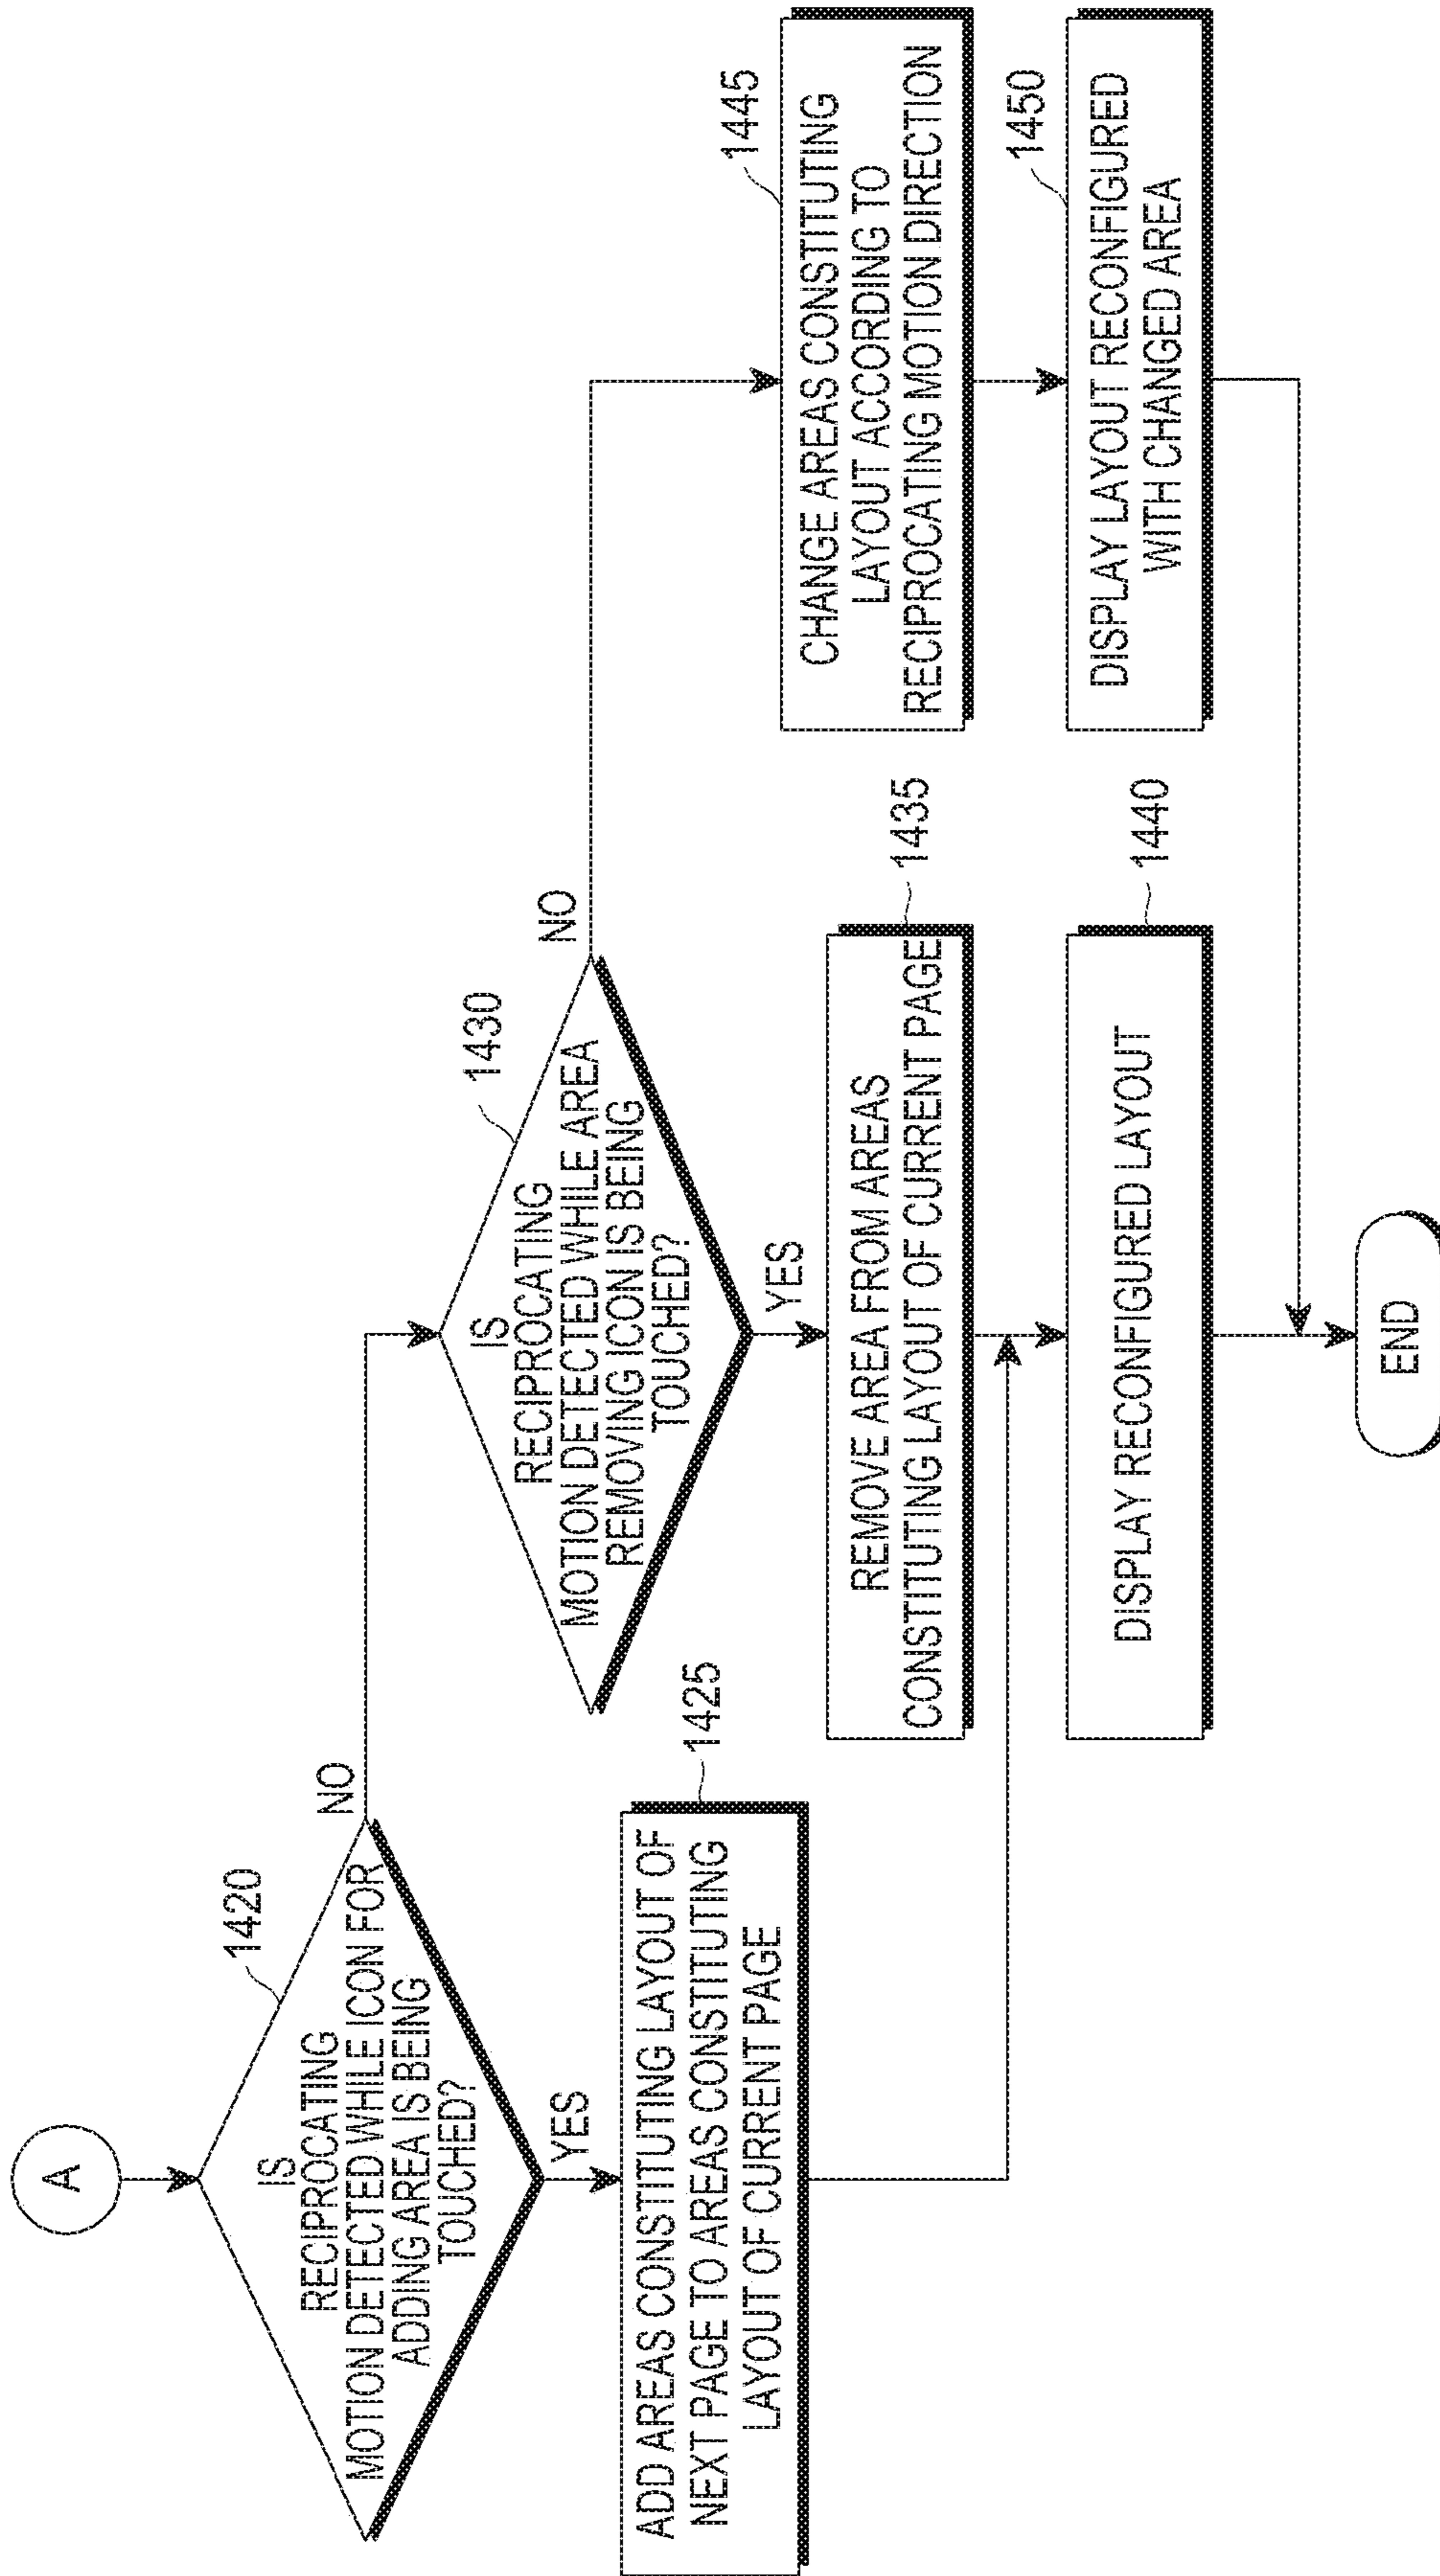 A
1420
IS
RECIPROCATING
MOTION DETECTED WHILE ICON FOR
ADDING AREA IS BEING
TOUCHED?
NO
YES
1425
ADD AREAS CONSTITUTING LAYOUT OF
NEXT PAGE TO AREAS CONSTITUTING
LAYOUT OF CURRENT PAGE
1430
IS
RECIPROCATING
MOTION DETECTED WHILE AREA
REMOVING ICON IS BEING
TOUCHED?
NO
YES
1435
REMOVE AREA FROM AREAS
CONSTITUTING LAYOUT OF CURRENT PAGE
1440
DISPLAY RECONFIGURED LAYOUT
1445
CHANGE AREAS CONSTITUTING
LAYOUT ACCORDING TO
RECIPROCATING MOTION DIRECTION
1450
DISPLAY LAYOUT RECONFIGURED
WITH CHANGED AREA
END